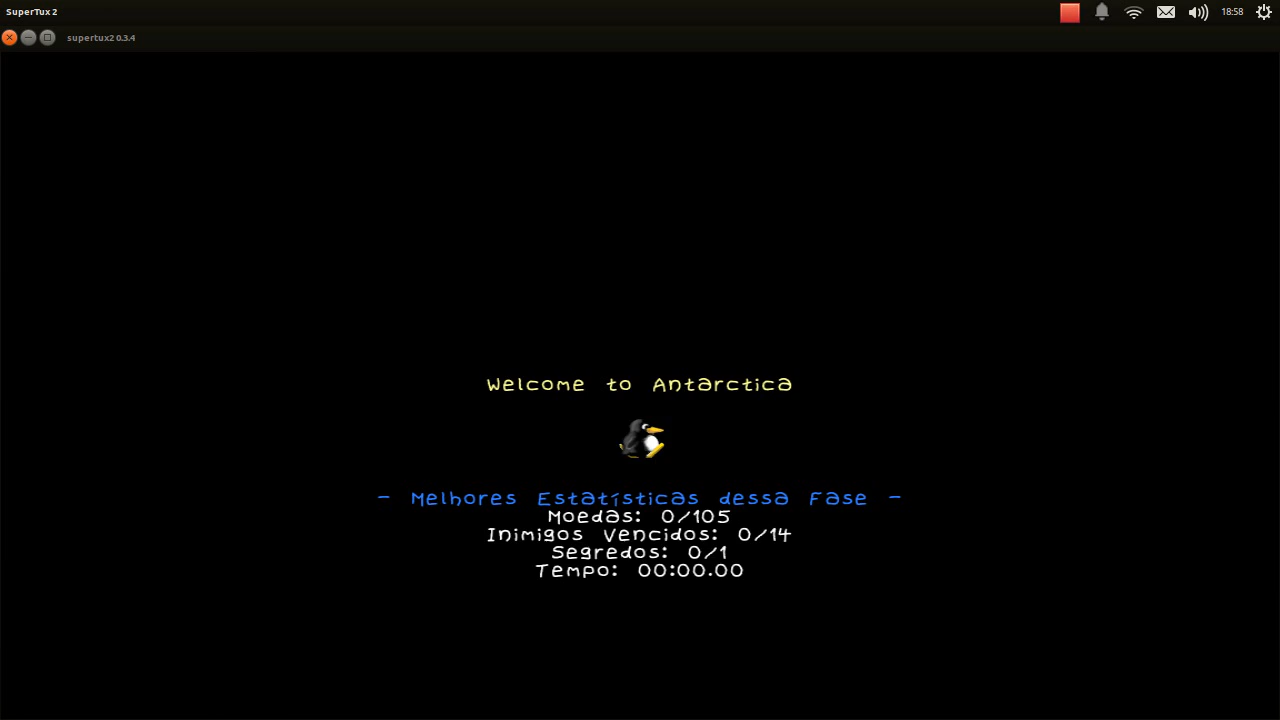 SuperTux 2
18:58
supertux2 0.3.4
Welcome to Antarctica
- Melhores Estatísticas dessa Fase -
Moedas: 0/105
Inimigos Vencidos: 0/14
Segredos: 0/1
Tempo: 00:00.00